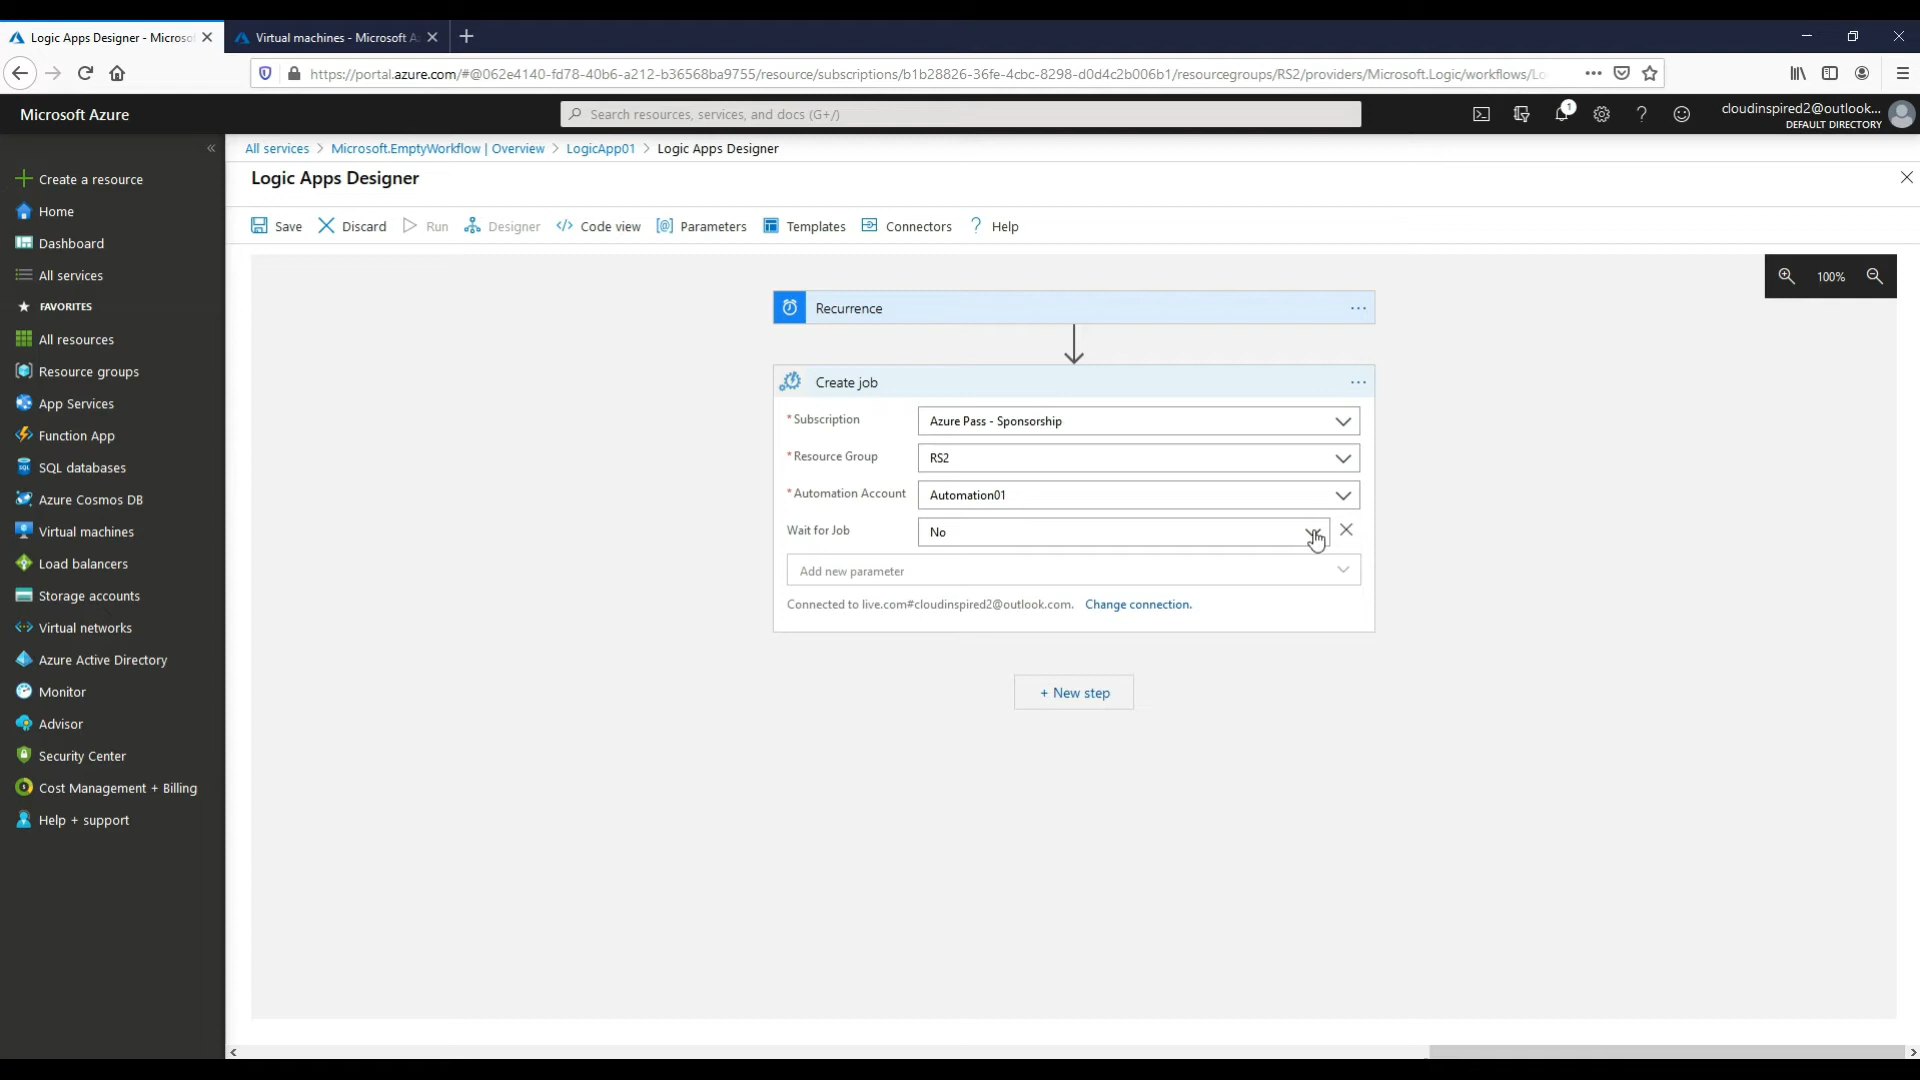 Logic Apps Designer - Microso
Virtual machines - Microsoft A
https://portal.azure.com/#@062e4140-fd78-40b6-a212-b36568ba9755/resource/subscriptions/b1b28826-36fe-4cbc-8298-d0d4c2b006b1/resourcegroups/RS2/providers/Microsoft.Logic/workflows/Lo
Microsoft Azure
Search resources, services, and docs (G+/)
1
cloudinspired2@outlook...
DEFAULT DIRECTORY
All services > Microsoft.EmptyWorkflow | Overview > LogicApp01 > Logic Apps Designer
Logic Apps Designer
Save
Discard
Run
Designer
Code view
Parameters
Templates
Connectors
Help
Create a resource
Home
Dashboard
All services
FAVORITES
All resources
Resource groups
App Services
Function App
SQL databases
Azure Cosmos DB
Virtual machines
Load balancers
Storage accounts
Virtual networks
Azure Active Directory
Monitor
Advisor
Security Center
Cost Management + Billing
Help + support
100%
Recurrence
Create job
* Subscription
Azure Pass - Sponsorship
* Resource Group
RS2
* Automation Account
Automation01
Wait for Job
No
Add new parameter
Connected to live.com#cloudinspired2@outlook.com. Change connection.
+ New step